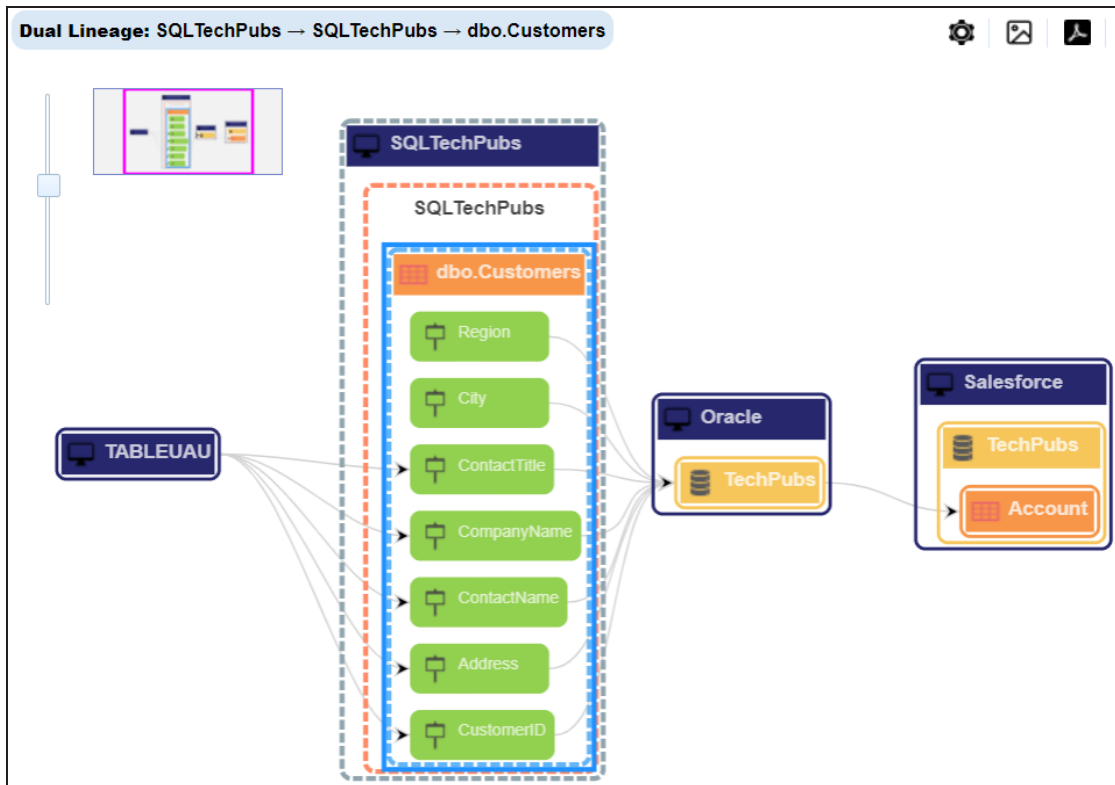 Dual Lineage: SQLTechPubs → SQLTechPubs → dbo.Customers
SQLTechPubs
SQLTechPubs
dbo.Customers
Region
City
ContactTitle
CompanyName
ContactName
Address
CustomerID
TABLEUAU
Oracle
TechPubs
Salesforce
TechPubs
Account